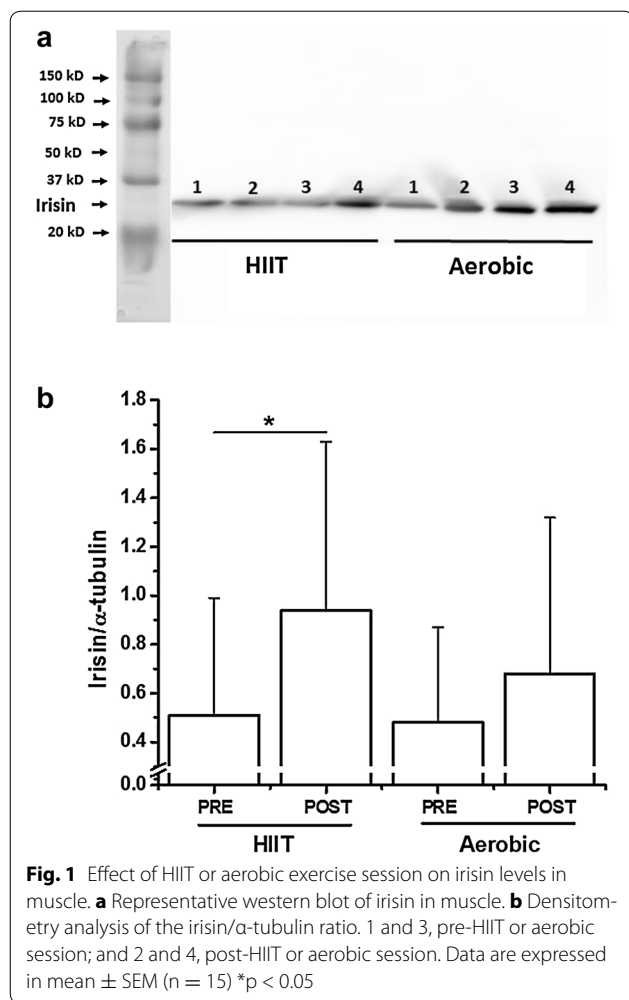 a
150 kD
100 kD
75 kD
50 kD
37 kD
Irisin
20 kD
1 2 3 4 1 2 3 4
HIIT Aerobic
b
Irisin/α-tubulin
1.8
1.6
1.4
1.2
1.0
0.8
0.6
0.4
0.0
*
PRE POST PRE POST
HIIT Aerobic
Fig. 1 Effect of HIIT or aerobic exercise session on irisin levels in
muscle. a Representative western blot of irisin in muscle. b Densitom-
etry analysis of the irisin/α-tubulin ratio. 1 and 3, pre-HIIT or aerobic
session; and 2 and 4, post-HIIT or aerobic session. Data are expressed
in mean ± SEM (n = 15) *p < 0.05